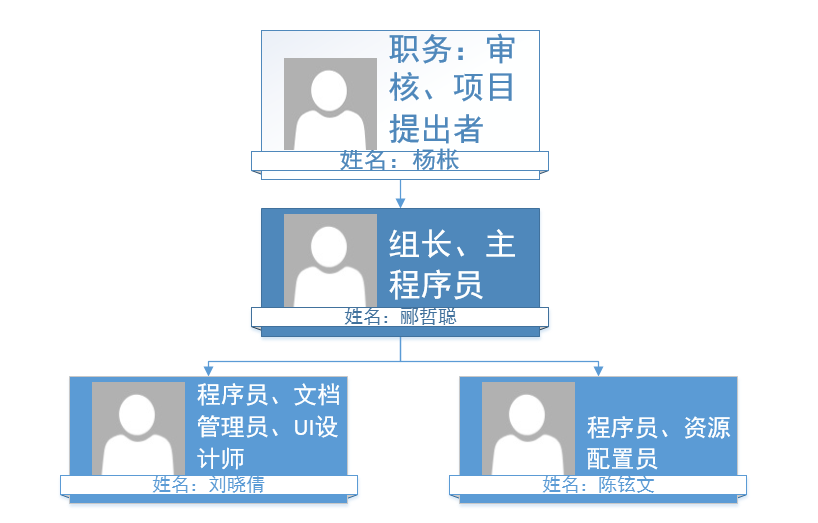 职务：审
核、项目
提出者
姓名：杨枨
组长、主
程序员
姓名：郦哲聪
程序员、文档
管理员、UI设
计师
姓名：刘晓倩
程序员、资源
配置员
姓名：陈铉文